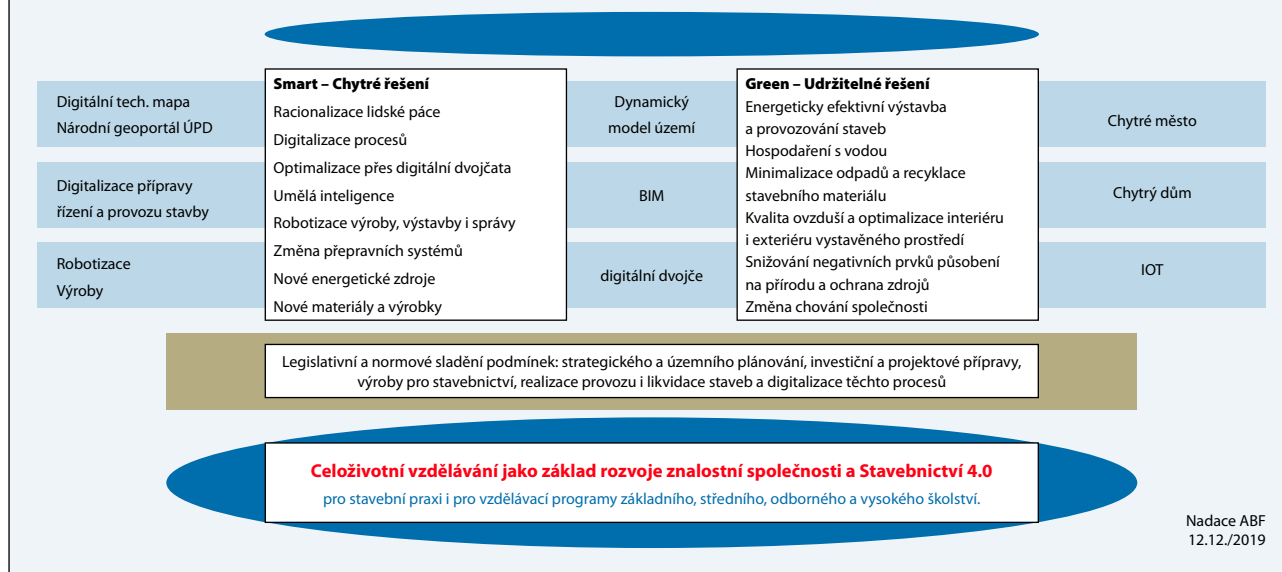 Digitální tech. mapa
Národní geoportál ÚPD
Digitalizace přípravy
řízení a provozu stavby
Robotizace
Výroby
Smart – Chytré řešení
Racionalizace lidské páce
Digitalizace procesů
Optimalizace přes digitální dvojčata
Umělá inteligence
Robotizace výroby, výstavby i správy
Změna přepravních systémů
Nové energetické zdroje
Nové materiály a výrobky
Dynamický
model území
BIM
digitální dvojče
Green – Udržitelné řešení
Energeticky efektivní výstavba
a provozování staveb
Hospodaření s vodou
Minimalizace odpadů a recyklace
stavebního materiálu
Kvalita ovzduší a optimalizace interiéru
i exteriéru vystavěného prostředí
Snižování negativních prvků působení
na přírodu a ochrana zdrojů
Změna chování společnosti
Chytré město
Chytrý dům
IOT
Legislativní a normové sladění podmínek: strategického a územního plánování, investiční a projektové přípravy,
výroby pro stavebnictví, realizace provozu i likvidace staveb a digitalizace těchto procesů
Celoživotní vzdělávání jako základ rozvoje znalostní společnosti a Stavebnictví 4.0
pro stavební praxi i pro vzdělávací programy základního, středního, odborného a vysokého školství.
Nadace ABF
12.12./2019